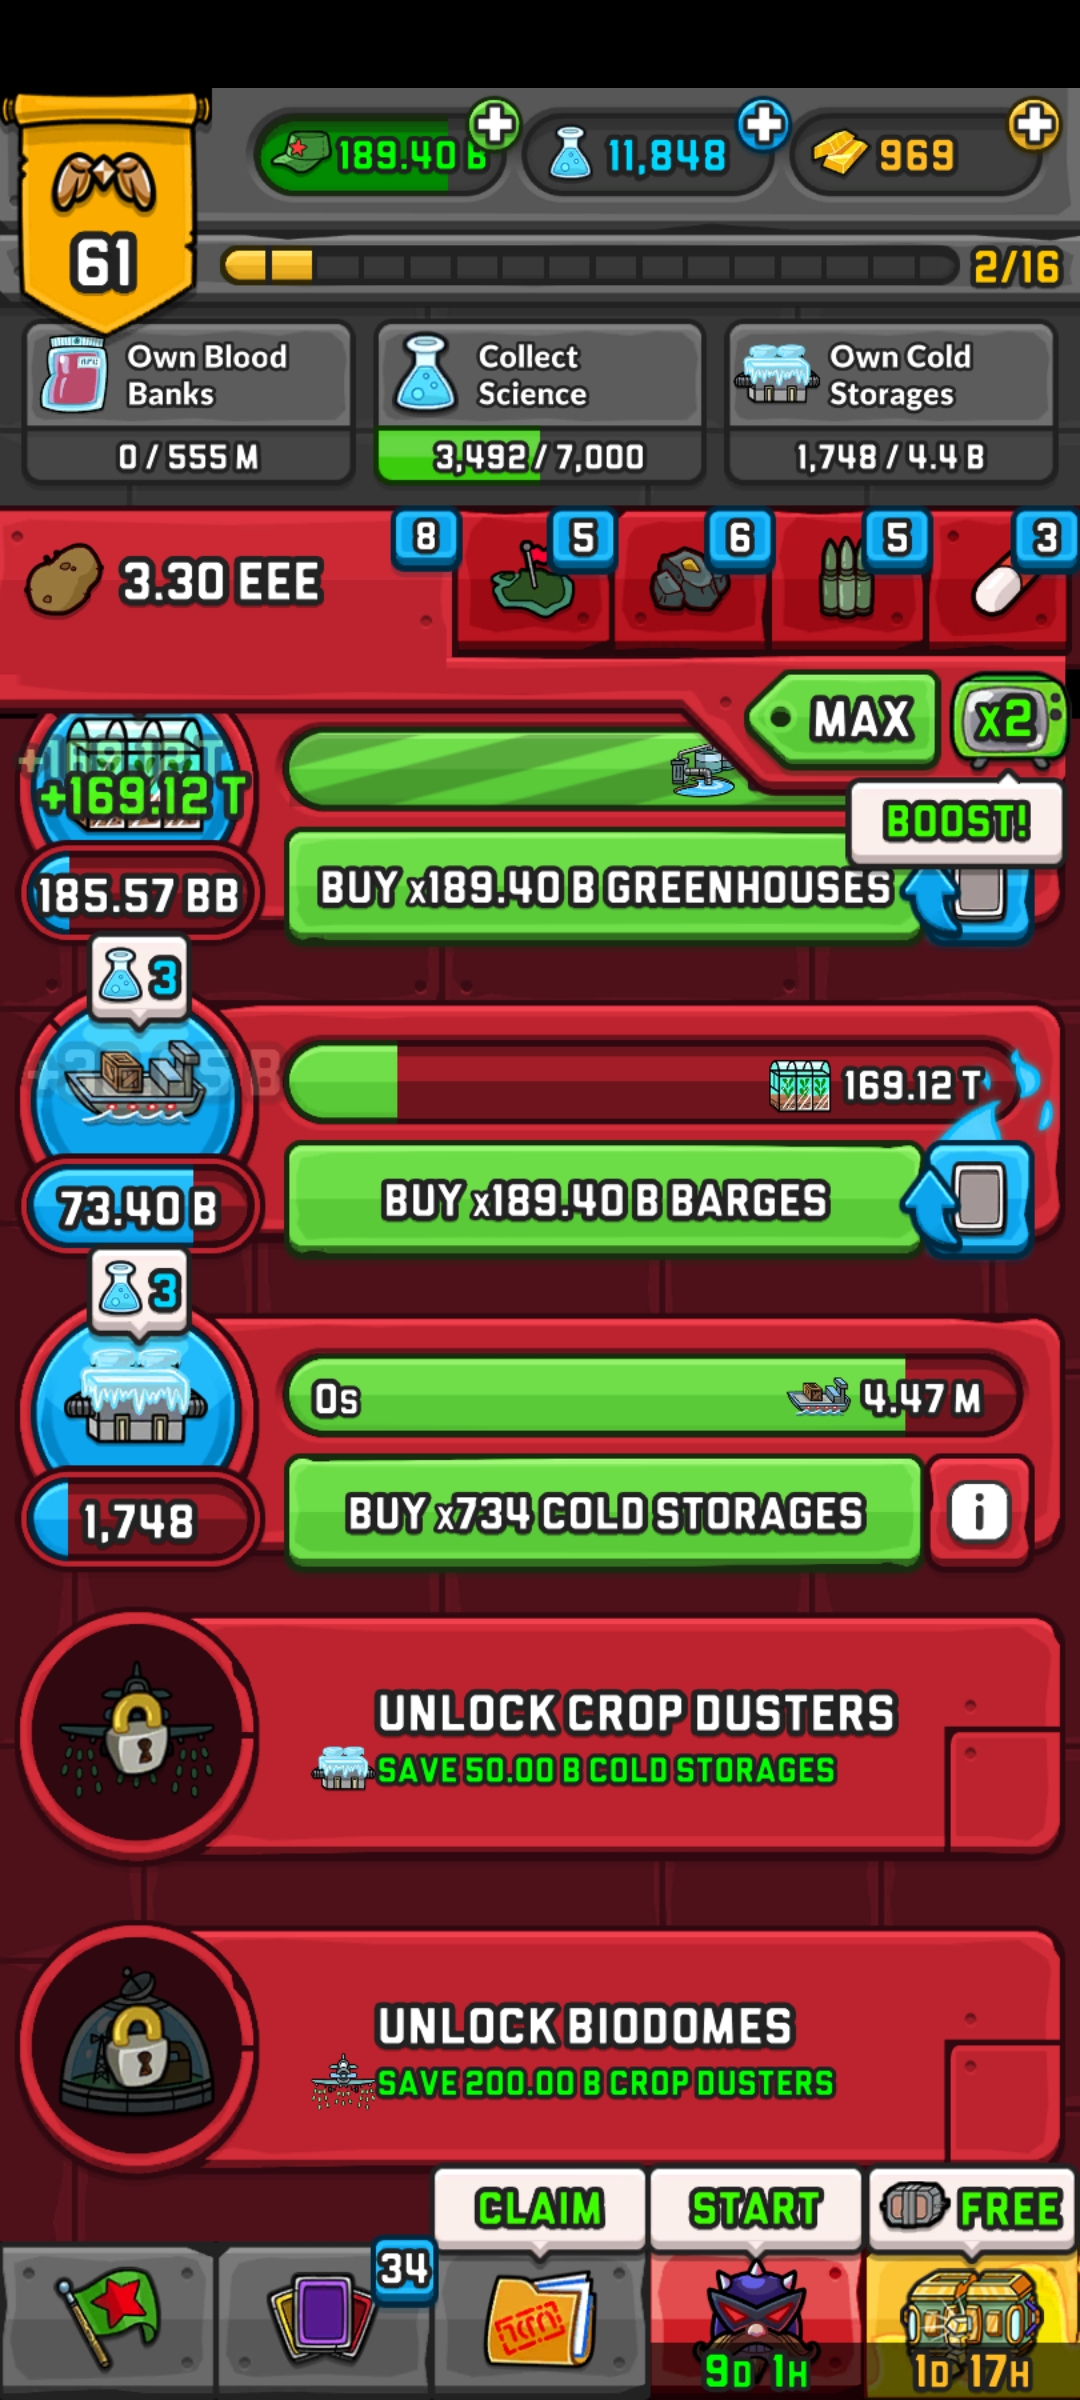 189.40 B
11,848
969
61
2/16
Own Blood
Banks
0 / 555 M
Collect
Science
3,492 / 7,000
Own Cold
Storages
1,748 / 4.4 B
3.30 EEE
8
5
6
5
3
MAX
x2
BOOST!
+169.12 T
185.57 BB
BUY x189.40 B GREENHOUSES
3
169.12 T
73.40 B
BUY x189.40 B BARGES
3
0s
4.47 M
1,748
BUY x734 COLD STORAGES
i
UNLOCK CROP DUSTERS
SAVE 50.00 B COLD STORAGES
UNLOCK BIODOMES
SAVE 200.00 B CROP DUSTERS
CLAIM
START
FREE
34
9D 1H
1D 17H